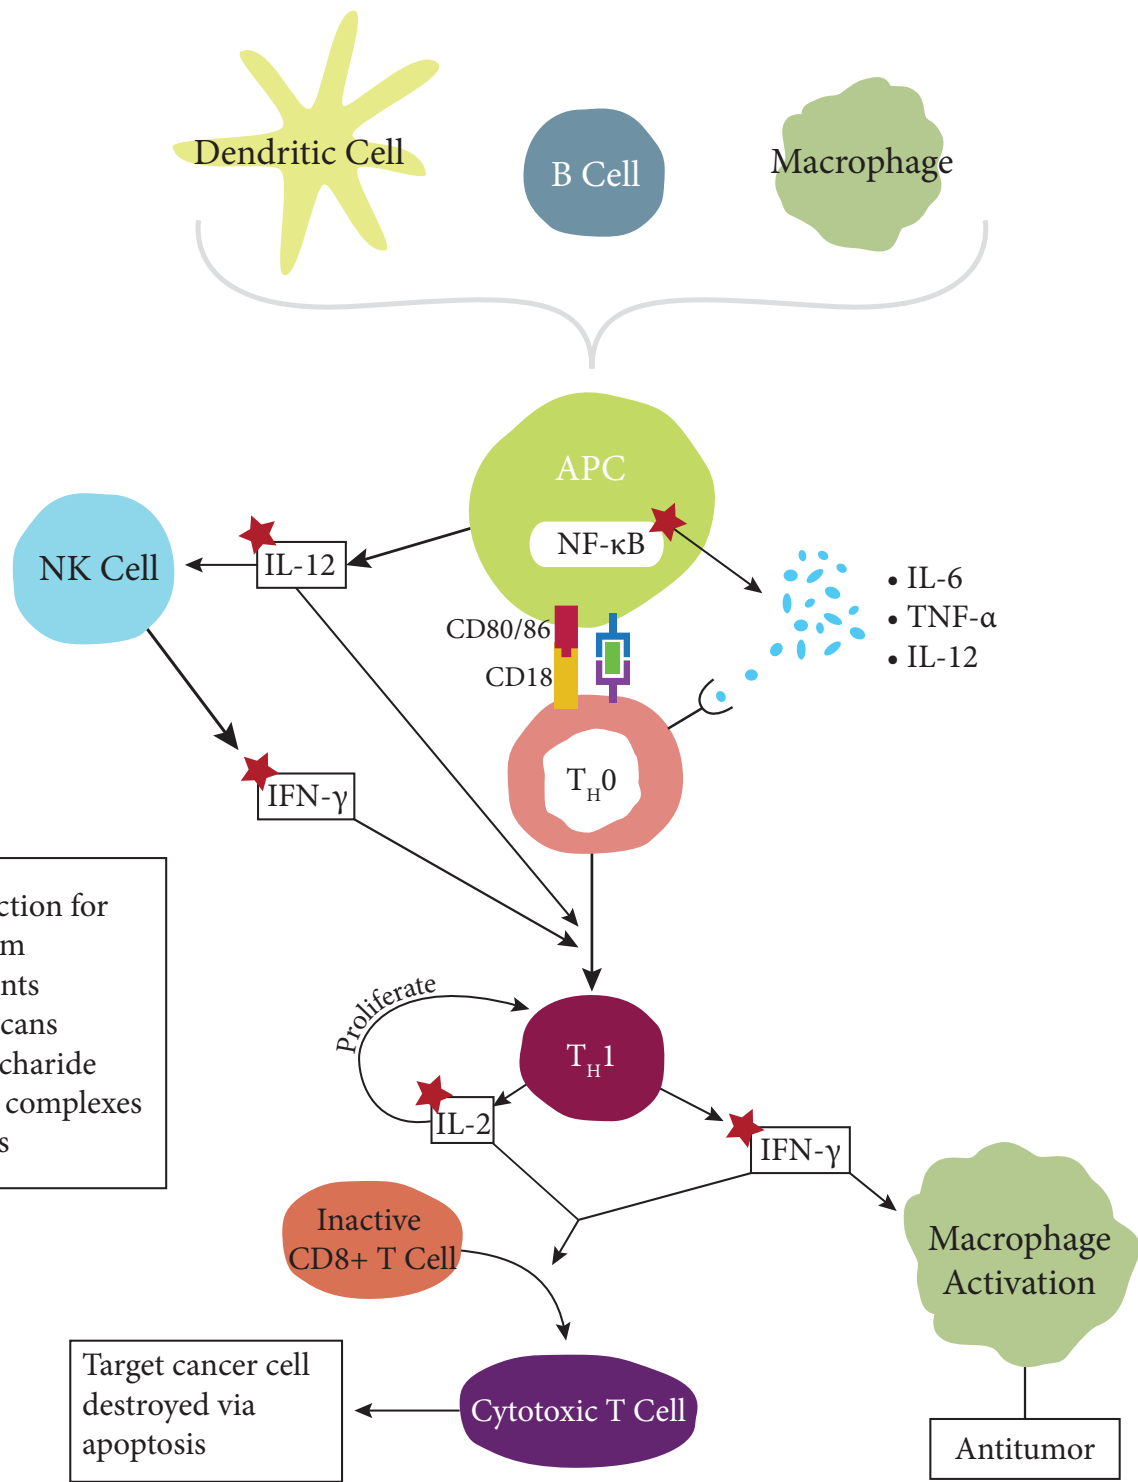 Dendritic Cell
B Cell
Macrophage
APC
NF-κB
NK Cell
IL-12
• IL-6
• TNF-α
• IL-12
CD80/86
CD18
TH0
IFN-γ
ction for
m
nts
cans
charide
complexes
s
Proliferate
TH1
IL-2
IFN-γ
Inactive
CD8+ T Cell
Macrophage
Activation
Target cancer cell
destroyed via
apoptosis
Cytotoxic T Cell
Antitumor